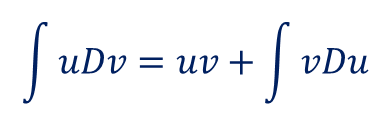 ∫ uDv = uv + ∫ vDu